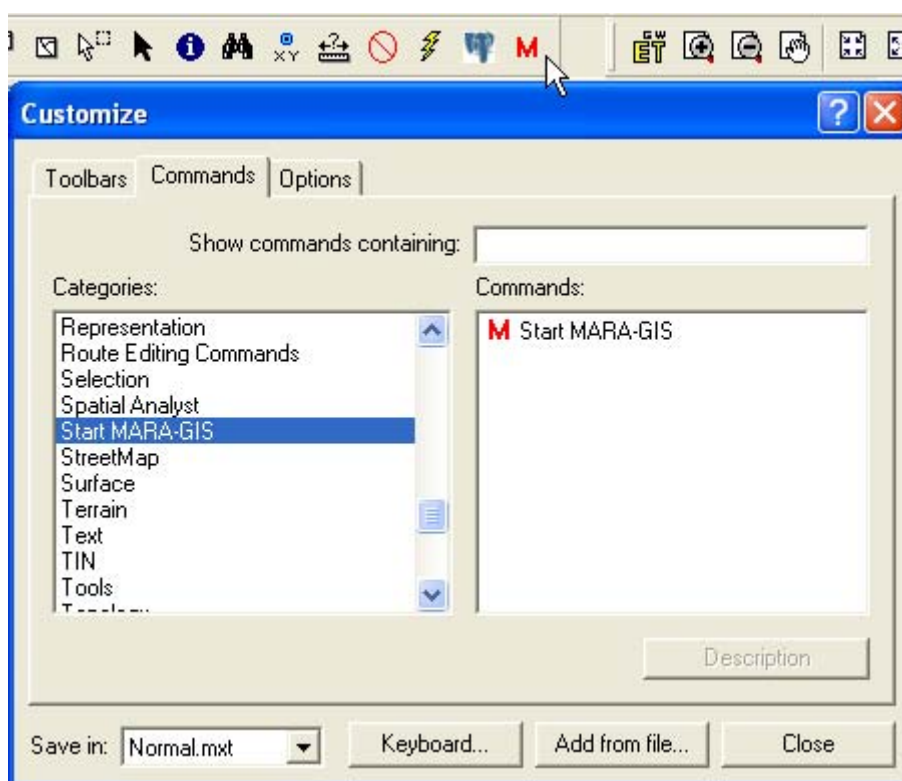 XY ? M ET
Customize
Toolbars Commands Options
Show commands containing:
Categories:
Commands:
Representation
Route Editing Commands
Selection
Spatial Analyst
Start MARA-GIS
StreetMap
Surface
Terrain
Text
TIN
Tools
M Start MARA-GIS
Description
Save in: Normal.mxt Keyboard... Add from file... Close